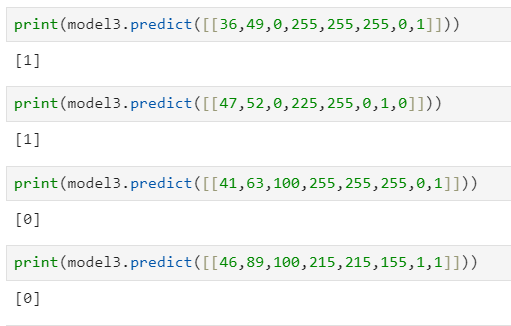 print(model3.predict([[36,49,0,255,255,255,0,1]]))
[1]
print(model3.predict([[47,52,0,225,255,0,1,0]]))
[1]
print(model3.predict([[41,63,100,255,255,255,0,1]]))
[0]
print(model3.predict([[46,89,100,215,215,155,1,1]]))
[0]